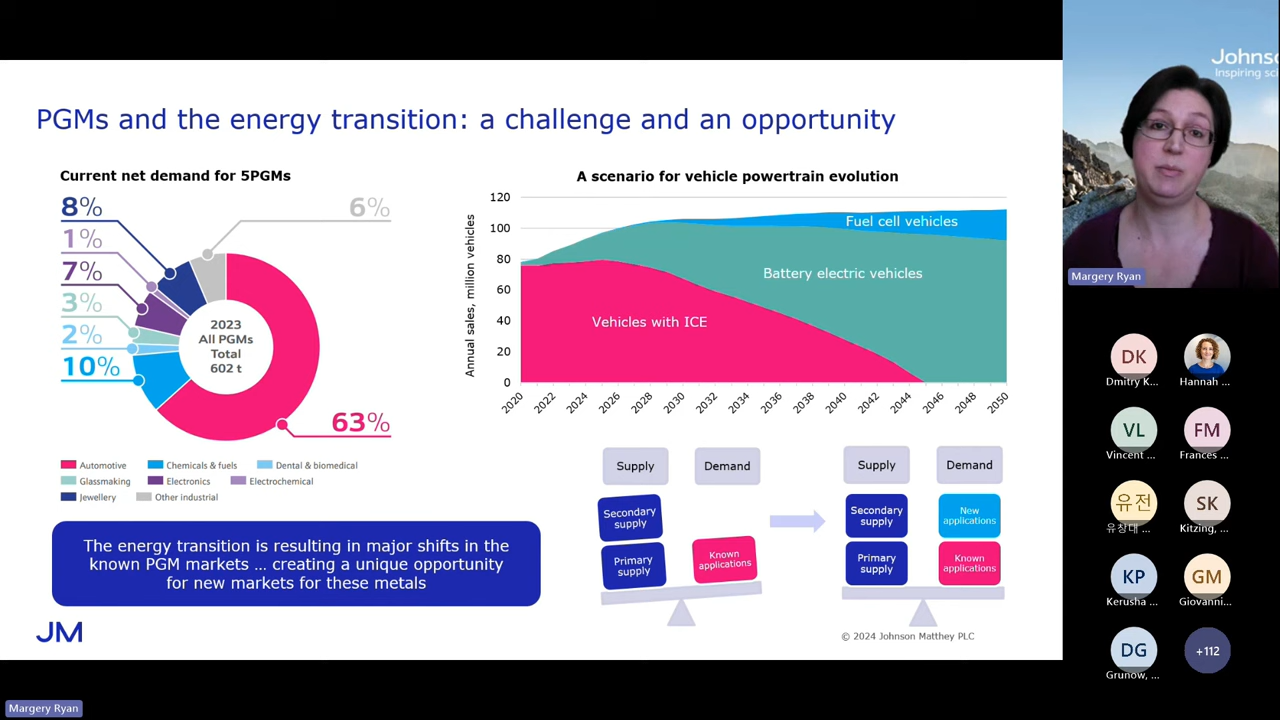 PGMs and the energy transition: a challenge and an opportunity
Current net demand for 5PGMs
8%
6%
1%
7%
3%
2%
10%
63%
2023
All PGMs
Total
602 t
Automotive
Chemicals & fuels
Dental & biomedical
Glassmaking
Electronics
Electrochemical
Jewellery
Other industrial
A scenario for vehicle powertrain evolution
Annual sales, million vehicles
120
100
80
60
40
20
0
Fuel cell vehicles
Battery electric vehicles
Vehicles with ICE
2020
2022
2024
2026
2028
2030
2032
2034
2036
2038
2040
2042
2044
2046
2048
2050
Supply
Demand
Secondary
supply
Primary
supply
Known
applications
Supply
Demand
Secondary
supply
New
applications
Primary
supply
Known
applications
The energy transition is resulting in major shifts in the
known PGM markets ... creating a unique opportunity
for new markets for these metals
JM
© 2024 Johnson Matthey PLC
Johns
Inspiring sci
Margery Ryan
DK
Dmitry K...
Hannah ...
VL
Vincent ...
FM
Frances ...
유전
유창대 ...
SK
Kitzing, ...
KP
Kerusha ...
GM
Giovanni...
DG
Grunow, ...
+112
Margery Ryan